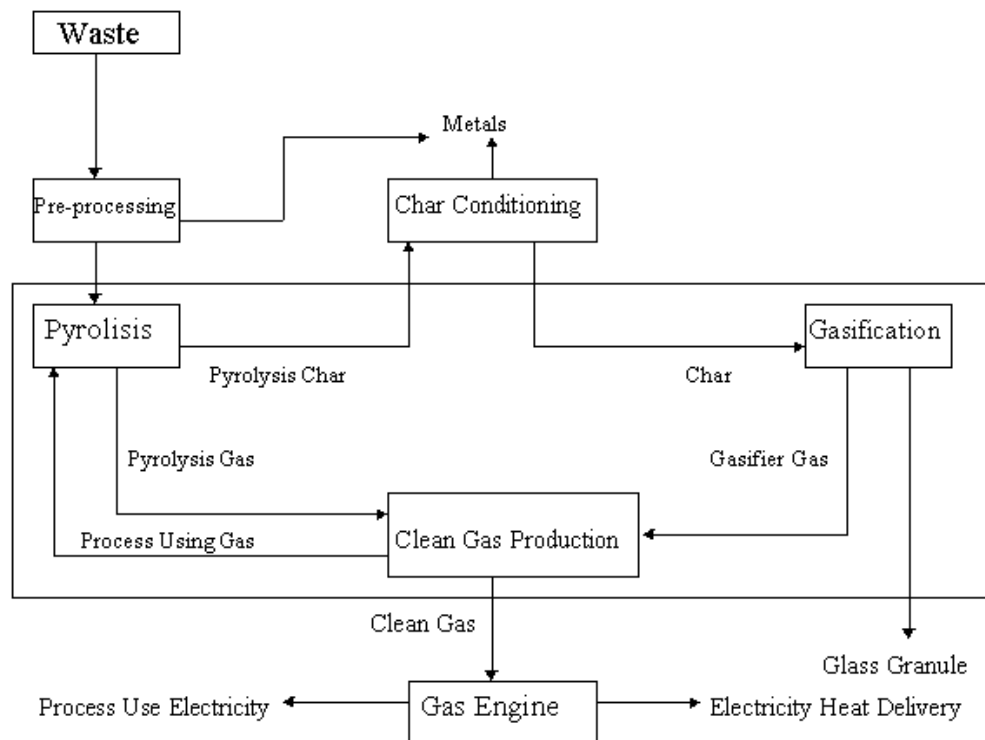 Waste
Metals
Pre-processing
Char Conditioning
Pyrolisis
Gasification
Pyrolysis Char
Char
Pyrolysis Gas
Gasifier Gas
Process Using Gas
Clean Gas Production
Clean Gas
Glass Granule
Process Use Electricity
Gas Engine
Electricity Heat Delivery